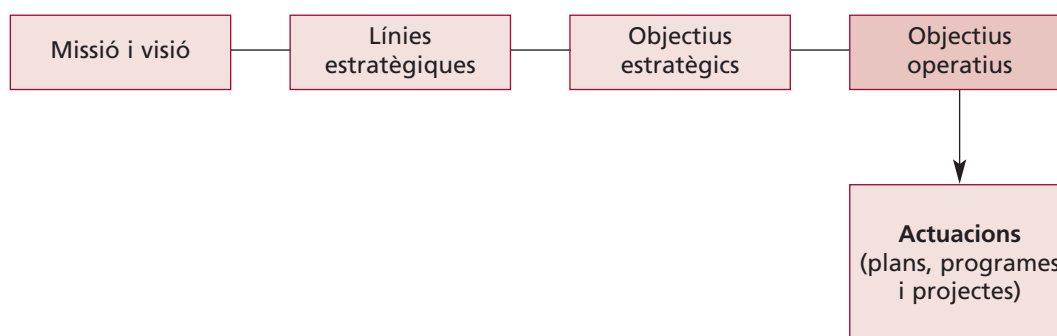 Missió i visió
Línies
estratègiques
Objectius
estratègics
Objectius
operatius
Actuacions
(plans, programes
i projectes)